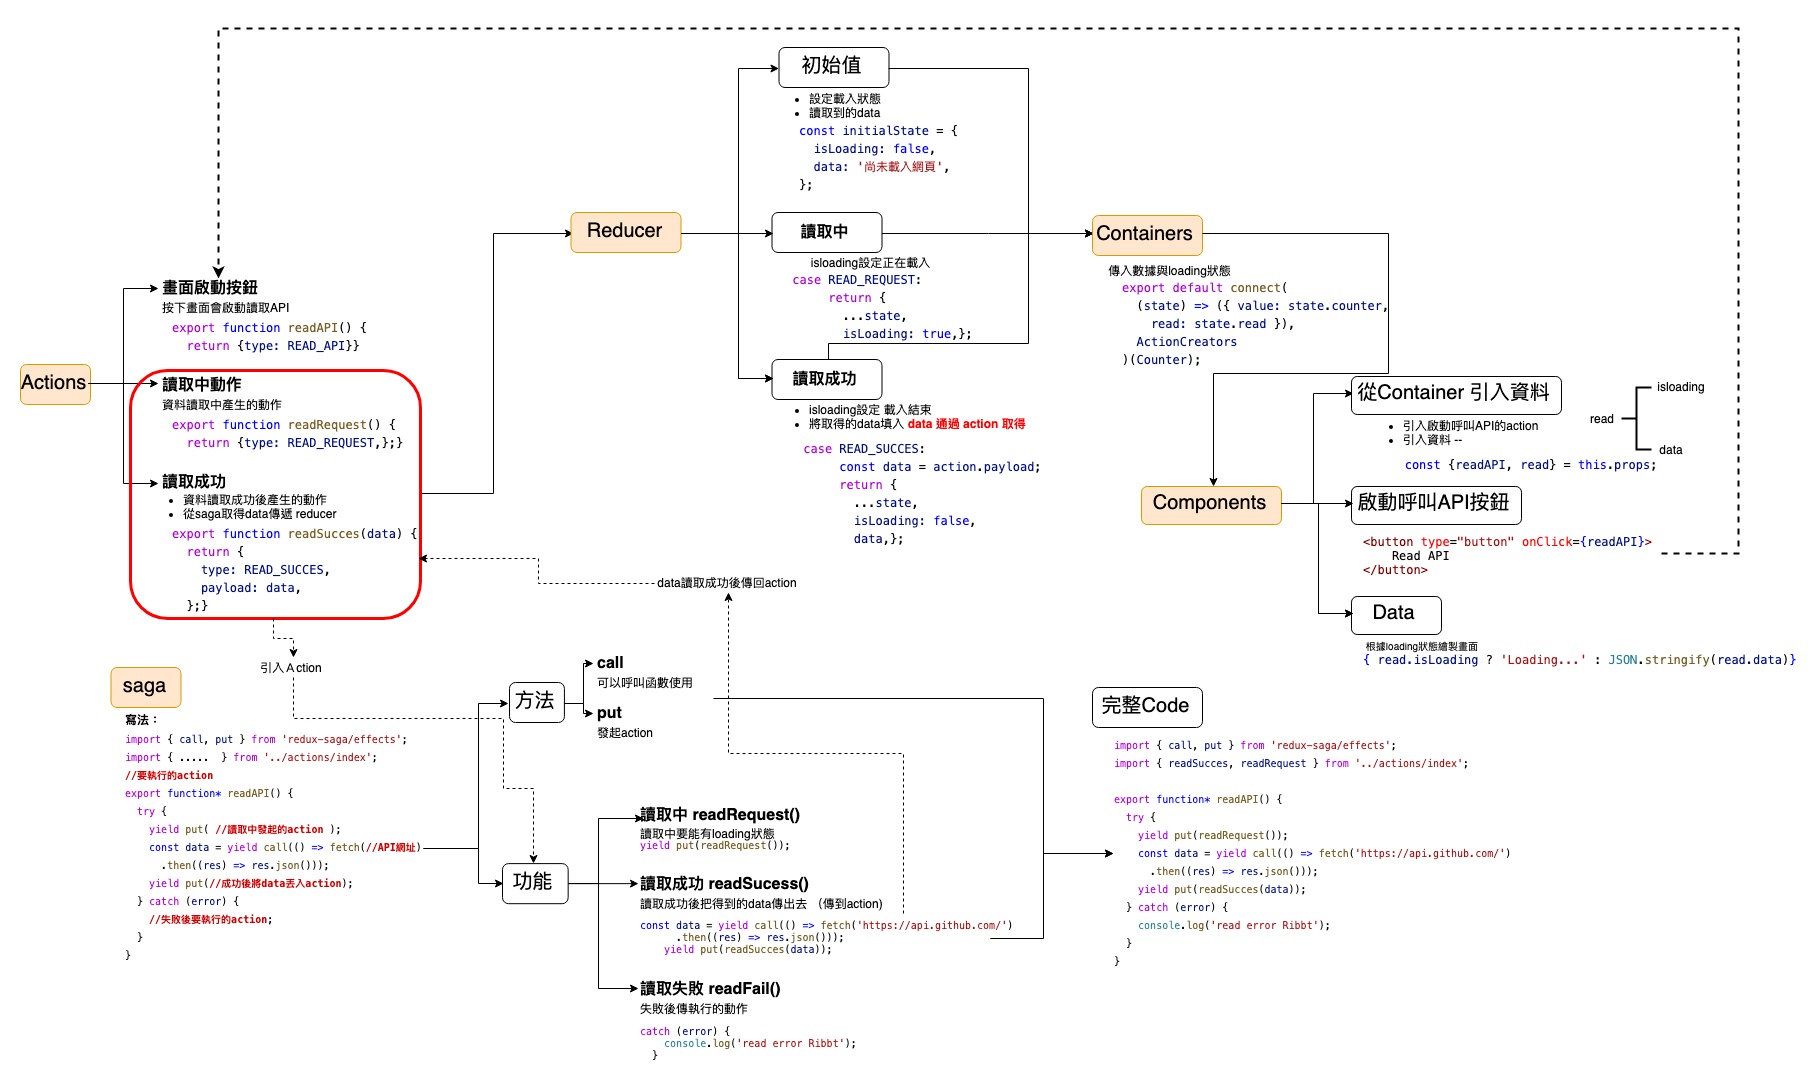 Actions
畫面啟動按鈕
按下畫面會啟動讀取API
export function readAPI() {
return {type: READ_API}}
讀取中動作
資料讀取中產生的動作
export function readRequest() {
return {type: READ_REQUEST,};}
讀取成功
• 資料讀取成功後產生的動作
• 從saga取得data傳遞 reducer
export function readSucces(data) {
return {
type: READ_SUCCES,
payload: data,
};}
Reducer
初始值
• 設定載入狀態
• 讀取到的data
const initialState = {
isLoading: false,
data: '尚未載入網頁',
};
讀取中
isloading設定正在載入
case READ_REQUEST:
return {
...state,
isLoading: true,};
讀取成功
• isloading設定 載入結束
• 將取得的data填入 data 通過 action 取得
case READ_SUCCES:
const data = action.payload;
return {
...state,
isLoading: false,
data,};
Containers
傳入數據與loading狀態
export default connect(
(state) => ({ value: state.counter,
read: state.read }),
ActionCreators
)(Counter);
Components
從Container 引入資料
• 引入啟動呼叫API的action
• 引入資料 --
const {readAPI, read} = this.props;
read
isloading
data
啟動呼叫API按鈕
<button type="button" onClick={readAPI}>
Read API
</button>
Data
根據loading狀態繪製畫面
{ read.isLoading ? 'Loading...' : JSON.stringify(read.data)}
data讀取成功後傳回action
引入Ａction
saga
寫法：
import { call, put } from 'redux-saga/effects';
import { ..... } from '../actions/index';
//要執行的action
export function* readAPI() {
try {
yield put( //讀取中發起的action );
const data = yield call(() => fetch(//API網址)
.then((res) => res.json()));
yield put(//成功後將data丟入action);
} catch (error) {
//失敗後要執行的action;
}
}
方法
call
可以呼叫函數使用
put
發起action
功能
讀取中 readRequest()
讀取中要能有loading狀態
yield put(readRequest());
讀取成功 readSucess()
讀取成功後把得到的data傳出去 （傳到action)
const data = yield call(() => fetch('https://api.github.com/')
.then((res) => res.json()));
yield put(readSucces(data));
讀取失敗 readFail()
失敗後傳執行的動作
catch (error) {
console.log('read error Ribbt');
}
完整Code
import { call, put } from 'redux-saga/effects';
import { readSucces, readRequest } from '../actions/index';
export function* readAPI() {
try {
yield put(readRequest());
const data = yield call(() => fetch('https://api.github.com/')
.then((res) => res.json()));
yield put(readSucces(data));
} catch (error) {
console.log('read error Ribbt');
}
}